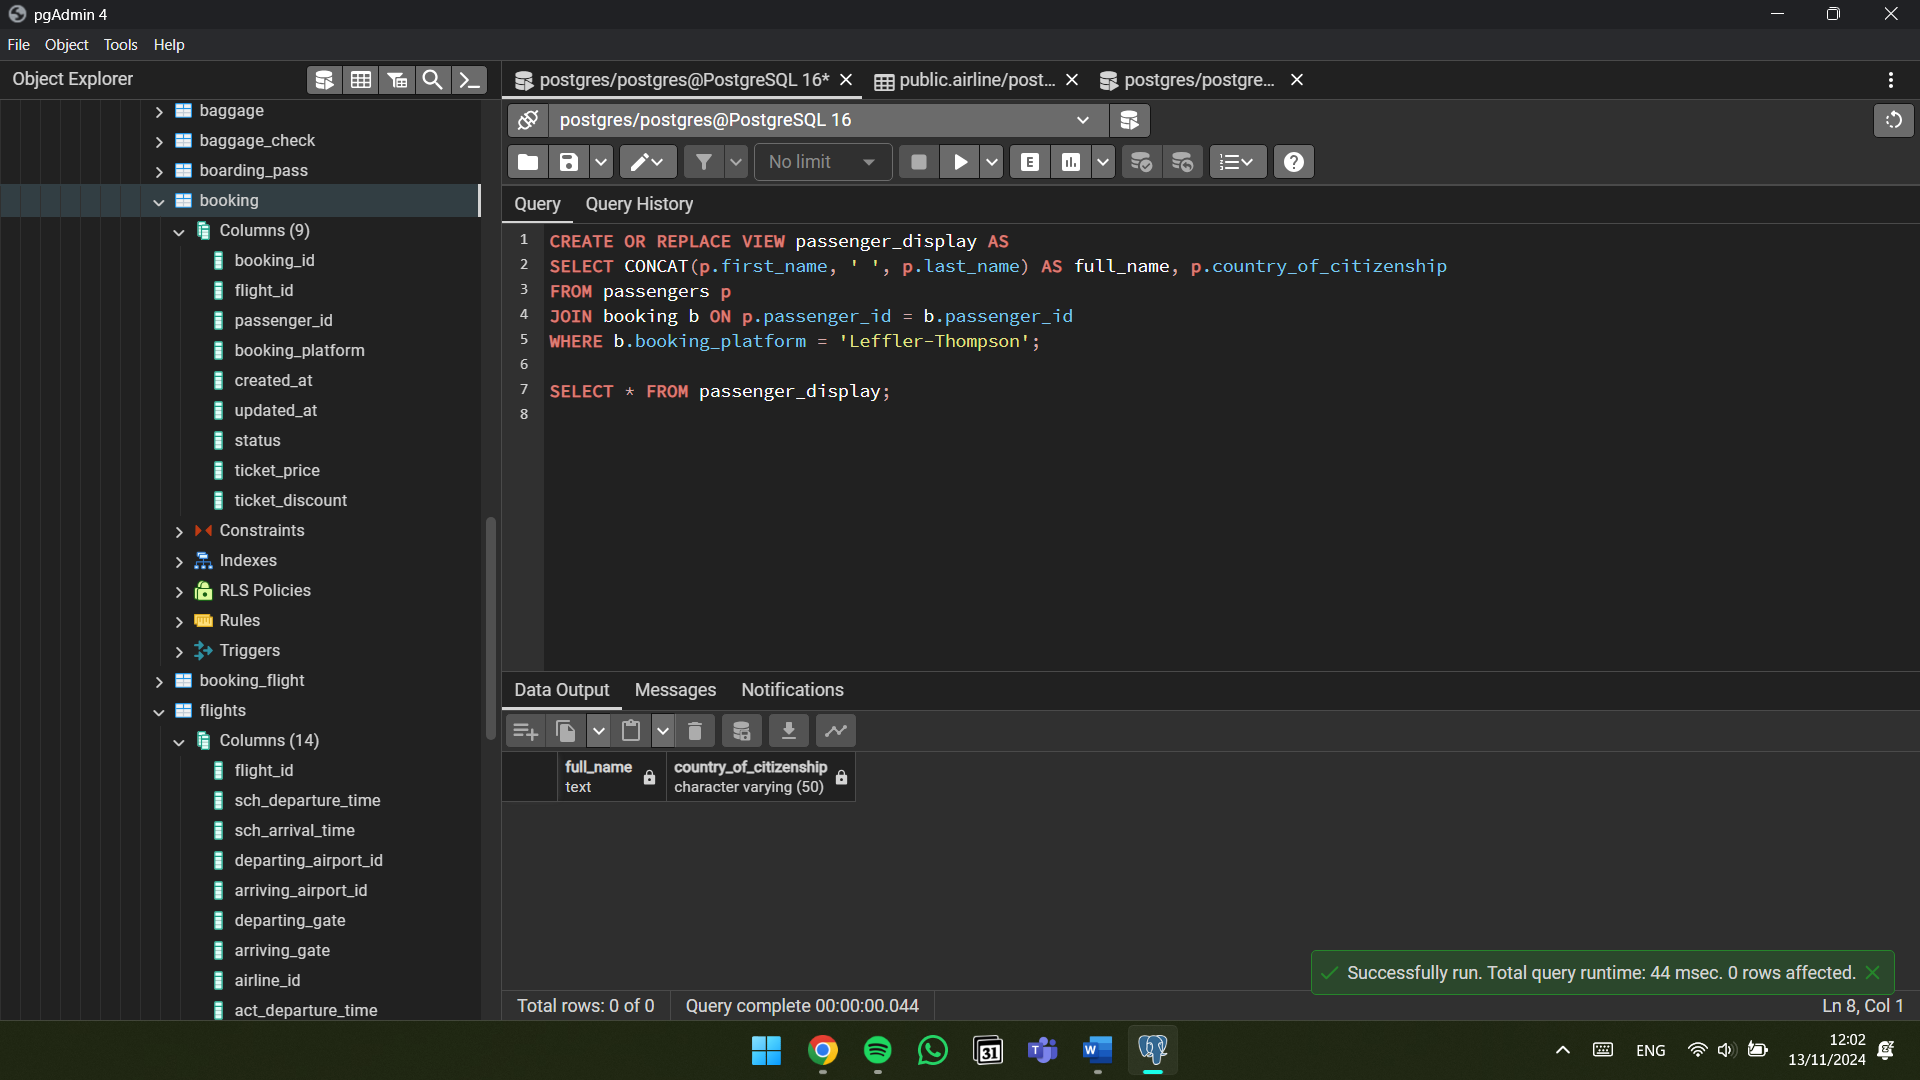 pgAdmin 4
File Object Tools Help
Object Explorer
postgres/postgres@PostgreSQL 16* public.airline/post... postgres/postgre...
postgres/postgres@PostgreSQL 16
No limit
E
Query Query History
1 CREATE OR REPLACE VIEW passenger_display AS
2 SELECT CONCAT(p.first_name, ' ', p.last_name) AS full_name, p.country_of_citizenship
3 FROM passengers p
4 JOIN booking b ON p.passenger_id = b.passenger_id
5 WHERE b.booking_platform = 'Leffler-Thompson';
6
7 SELECT * FROM passenger_display;
8
baggage
baggage_check
boarding_pass
booking
Columns (9)
booking_id
flight_id
passenger_id
booking_platform
created_at
updated_at
status
ticket_price
ticket_discount
Constraints
Indexes
RLS Policies
Rules
Triggers
booking_flight
flights
Columns (14)
flight_id
sch_departure_time
sch_arrival_time
departing_airport_id
arriving_airport_id
departing_gate
arriving_gate
airline_id
act_departure_time
Data Output Messages Notifications
full_name
text
country_of_citizenship
character varying (50)
Successfully run. Total query runtime: 44 msec. 0 rows affected.
Total rows: 0 of 0 Query complete 00:00:00.044 Ln 8, Col 1
31
ENG
12:02
13/11/2024